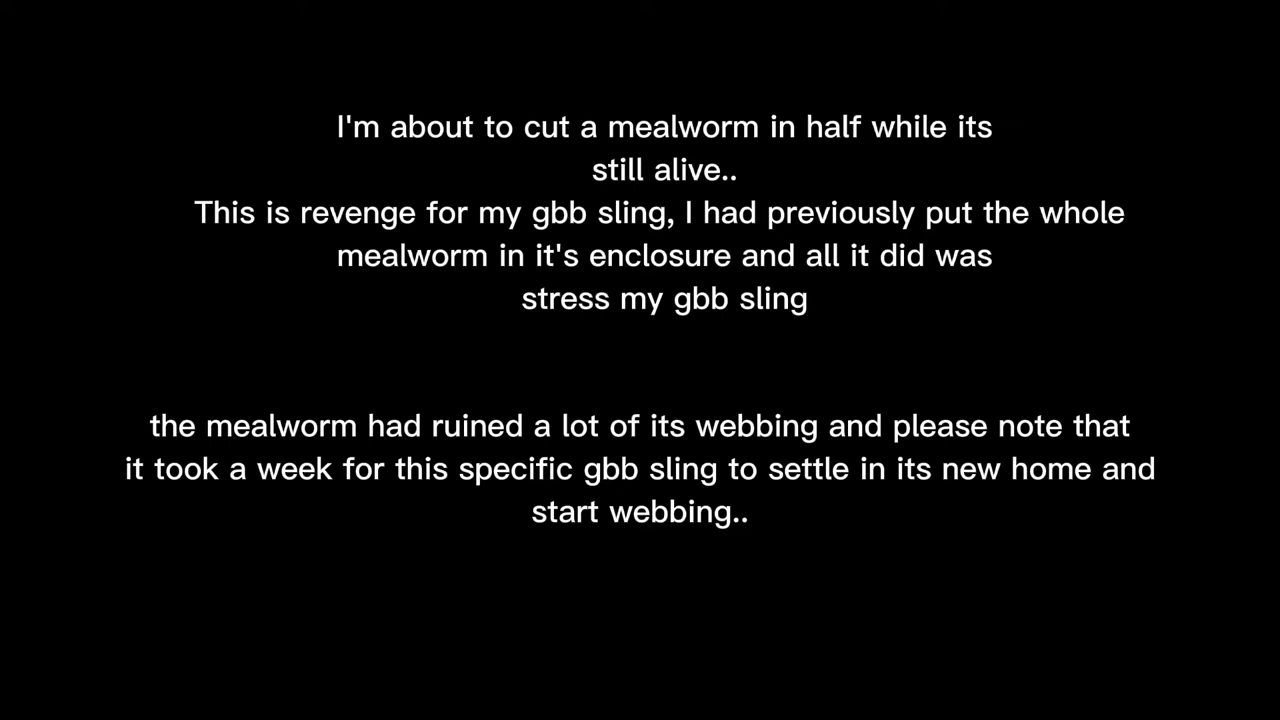 I'm about to cut a mealworm in half while its
still alive..
This is revenge for my gbb sling, I had previously put the whole
mealworm in it's enclosure and all it did was
stress my gbb sling
the mealworm had ruined a lot of its webbing and please note that
it took a week for this specific gbb sling to settle in its new home and
start webbing..